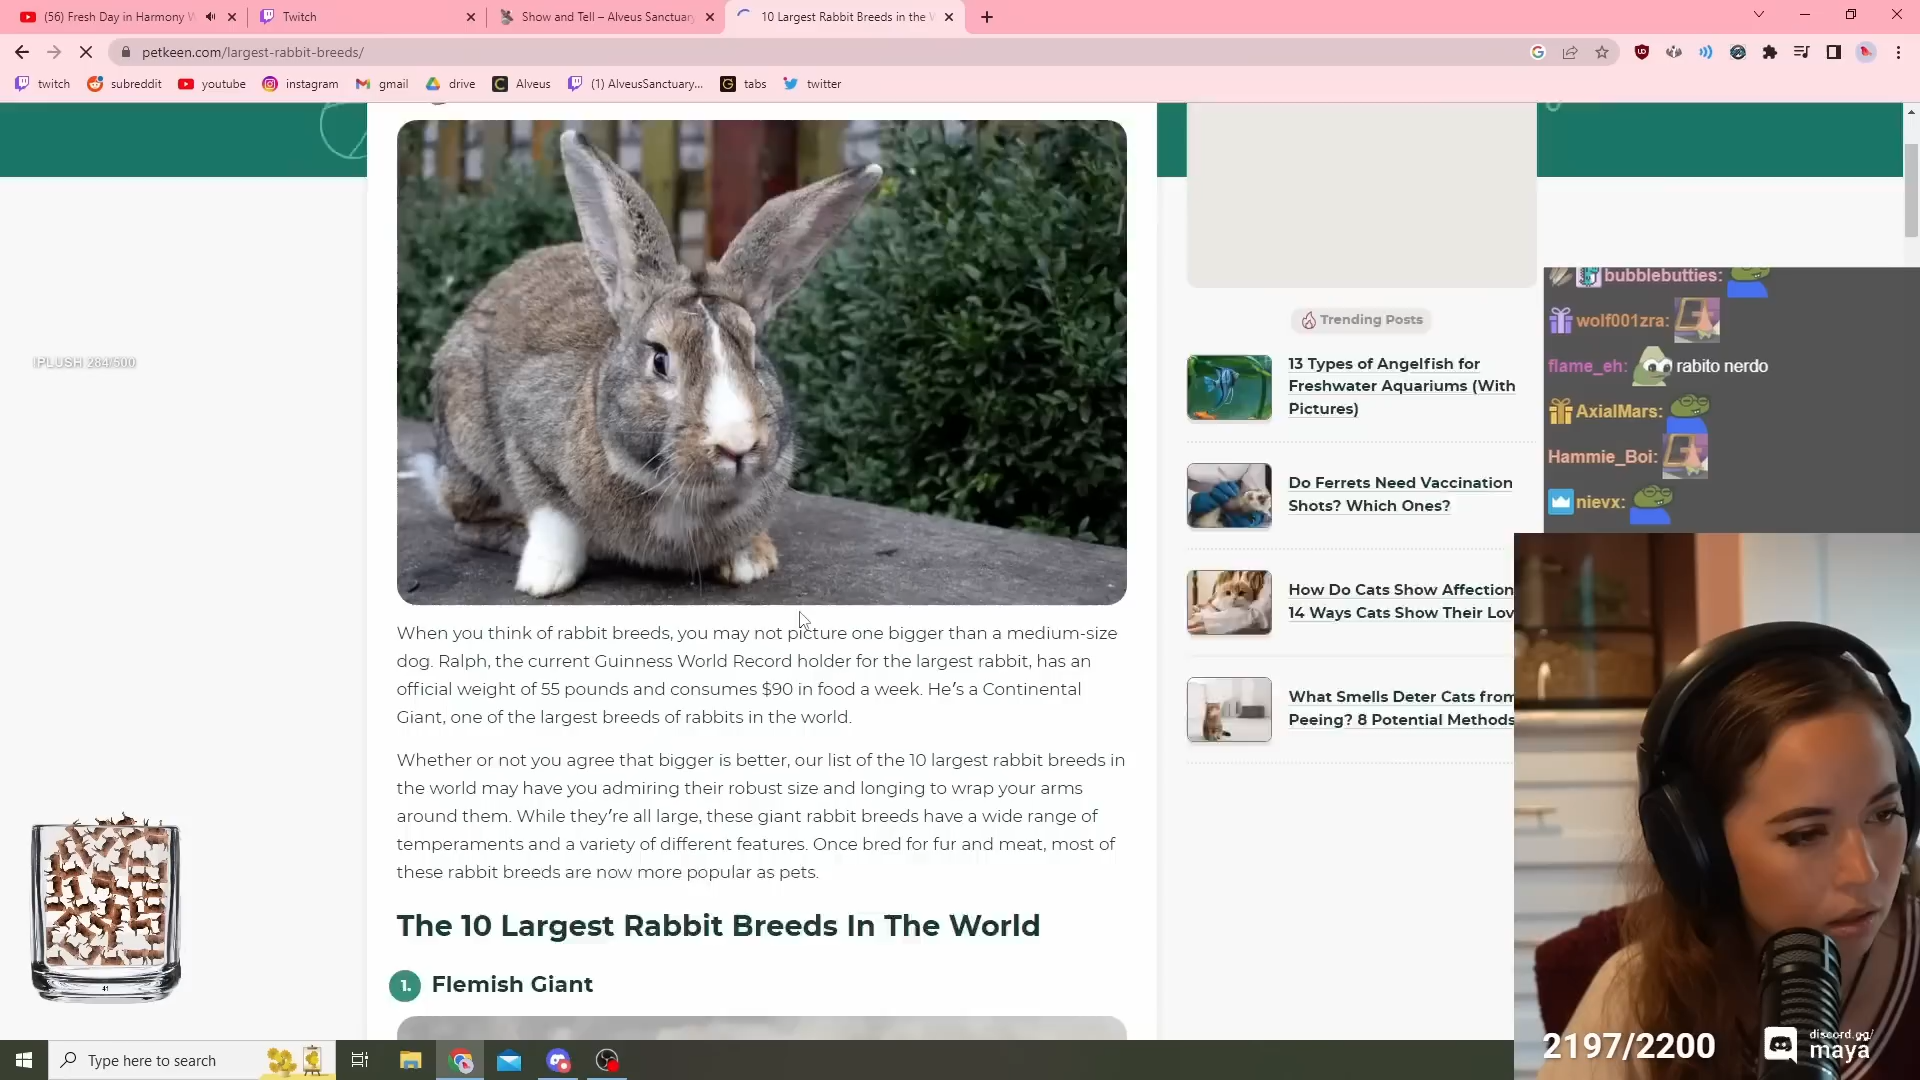 (56) Fresh Day in Harmony W
Twitch
Show and Tell – Alveus Sanctuary
10 Largest Rabbit Breeds in the W
petkeen.com/largest-rabbit-breeds/
twitch
subreddit
youtube
instagram
gmail
drive
Alveus
(1) AlveusSanctuary...
tabs
twitter
When you think of rabbit breeds, you may not picture one bigger than a medium-size
dog. Ralph, the current Guinness World Record holder for the largest rabbit, has an
official weight of 55 pounds and consumes $90 in food a week. He's a Continental
Giant, one of the largest breeds of rabbits in the world.
Whether or not you agree that bigger is better, our list of the 10 largest rabbit breeds in
the world may have you admiring their robust size and longing to wrap your arms
around them. While they're all large, these giant rabbit breeds have a wide range of
temperaments and a variety of different features. Once bred for fur and meat, most of
these rabbit breeds are now more popular as pets.
The 10 Largest Rabbit Breeds In The World
1. Flemish Giant
Trending Posts
13 Types of Angelfish for
Freshwater Aquariums (With
Pictures)
Do Ferrets Need Vaccination
Shots? Which Ones?
How Do Cats Show Affection
14 Ways Cats Show Their Lov
What Smells Deter Cats from
Peeing? 8 Potential Methods
bubblebutties:
wolf001zra:
flame_eh: rabito nerdo
AxialMars:
Hammie_Boi:
nievx:
!PLUSH 284/500
41
2197/2200
discord.gg/
maya
Type here to search